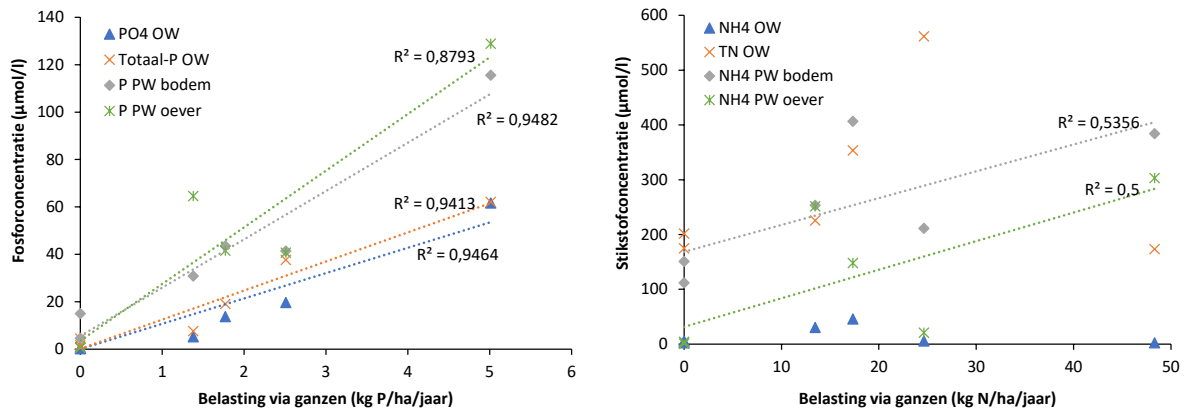 PO4 OW
Totaal-P OW
P PW bodem
P PW oever
R² = 0,8793
R² = 0,9482
R² = 0,9413
R² = 0,9464
Fosforconcentratie (µmol/l)
140
120
100
80
60
40
20
0
0 1 2 3 4 5 6
Belasting via ganzen (kg P/ha/jaar)
NH4 OW
TN OW
NH4 PW bodem
NH4 PW oever
R² = 0,5356
R² = 0,5
Stikstofconcentratie (µmol/l)
600
500
400
300
200
100
0
0 10 20 30 40 50
Belasting via ganzen (kg N/ha/jaar)